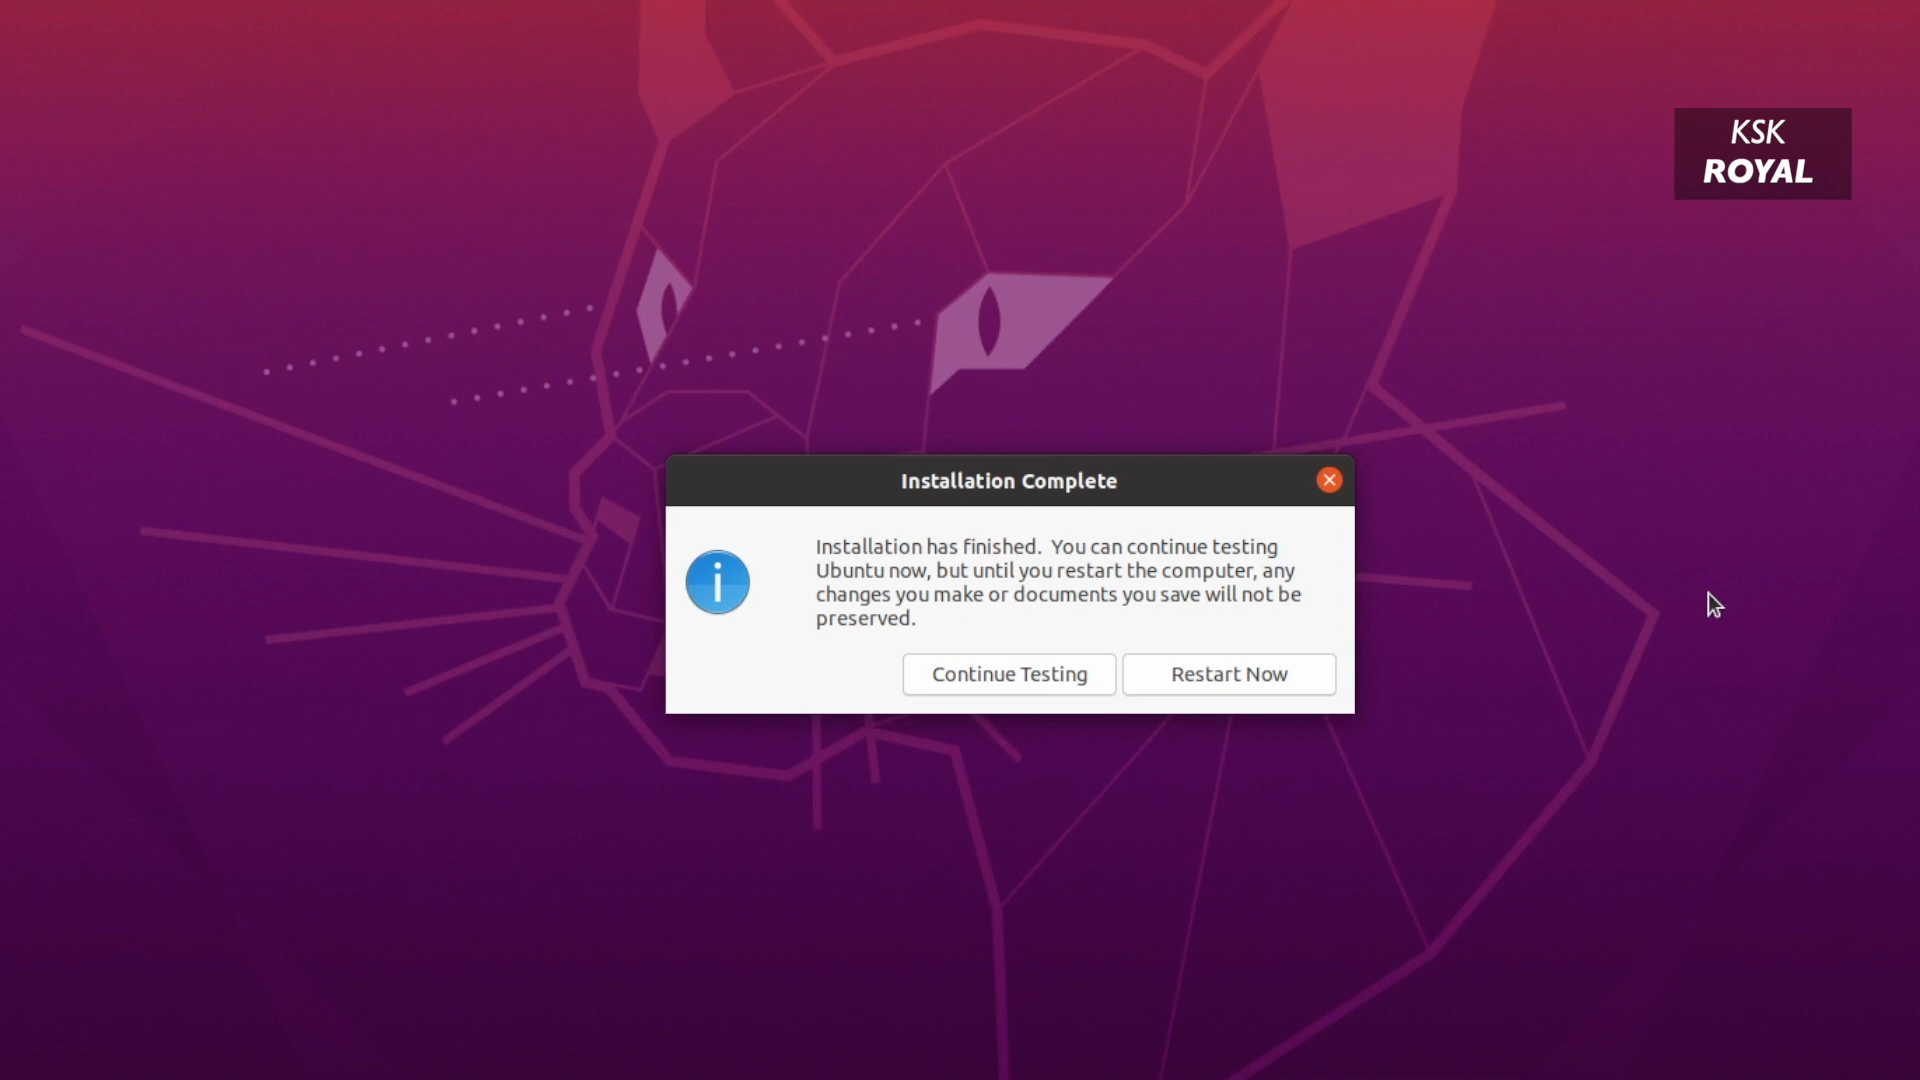 KSK
ROYAL
Installation Complete
Installation has finished.  You can continue testing
Ubuntu now, but until you restart the computer, any
changes you make or documents you save will not be
preserved.
Continue Testing
Restart Now